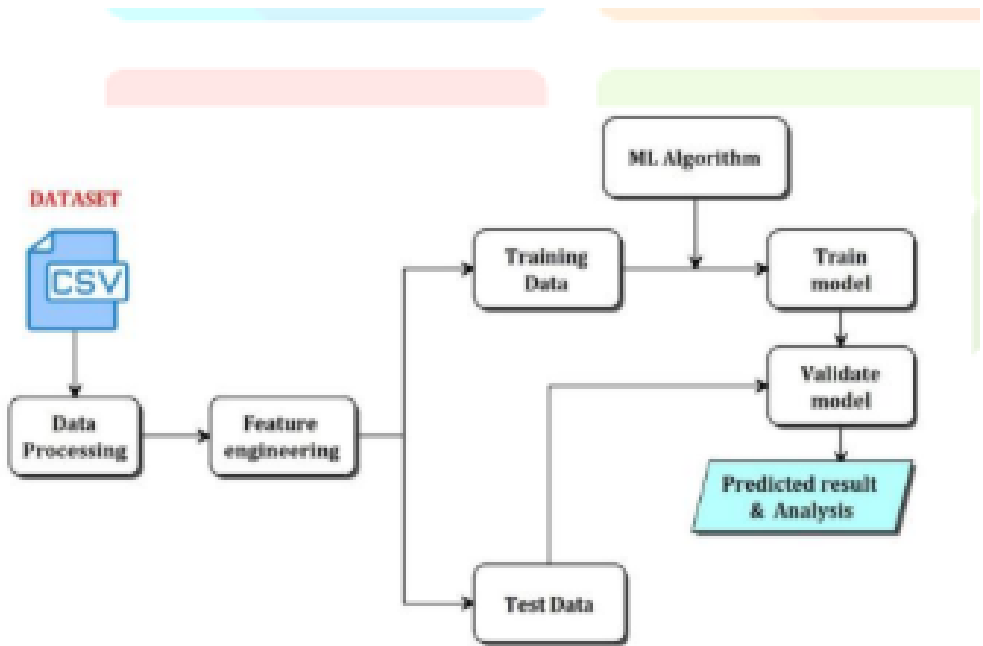 ML Algorithm
DATASET
CSV
Training
Data
Train
model
Validate
model
Data
Processing
Feature
engineering
Predicted result
& Analysis
Test Data